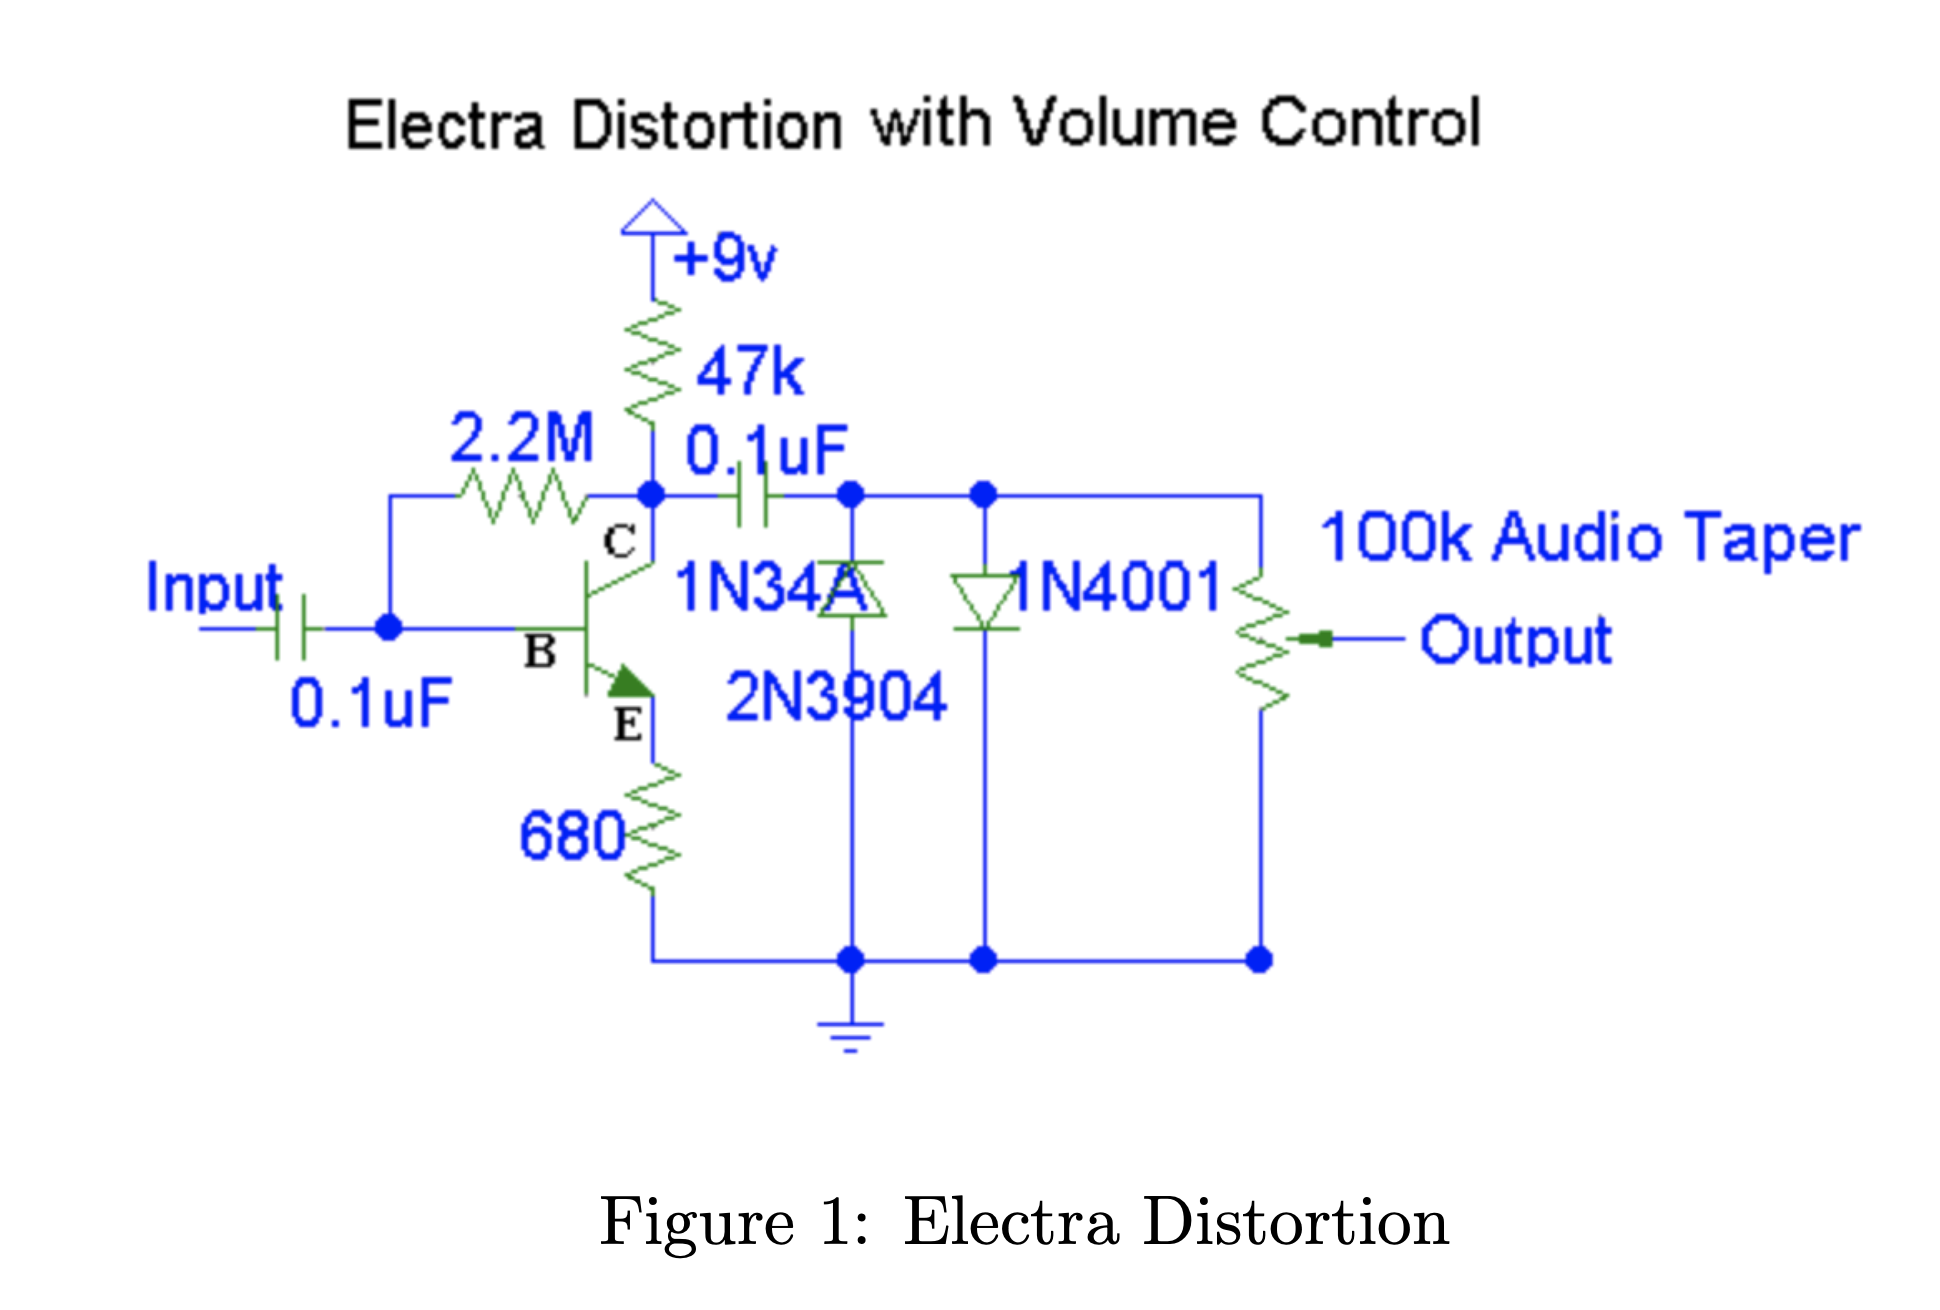 Electra Distortion with Volume Control
+9v
47k
2.2M
0.1uF
C
Input
1N34A
1N4001
100k Audio Taper
B
Output
0.1uF
2N3904
E
680
Figure 1: Electra Distortion